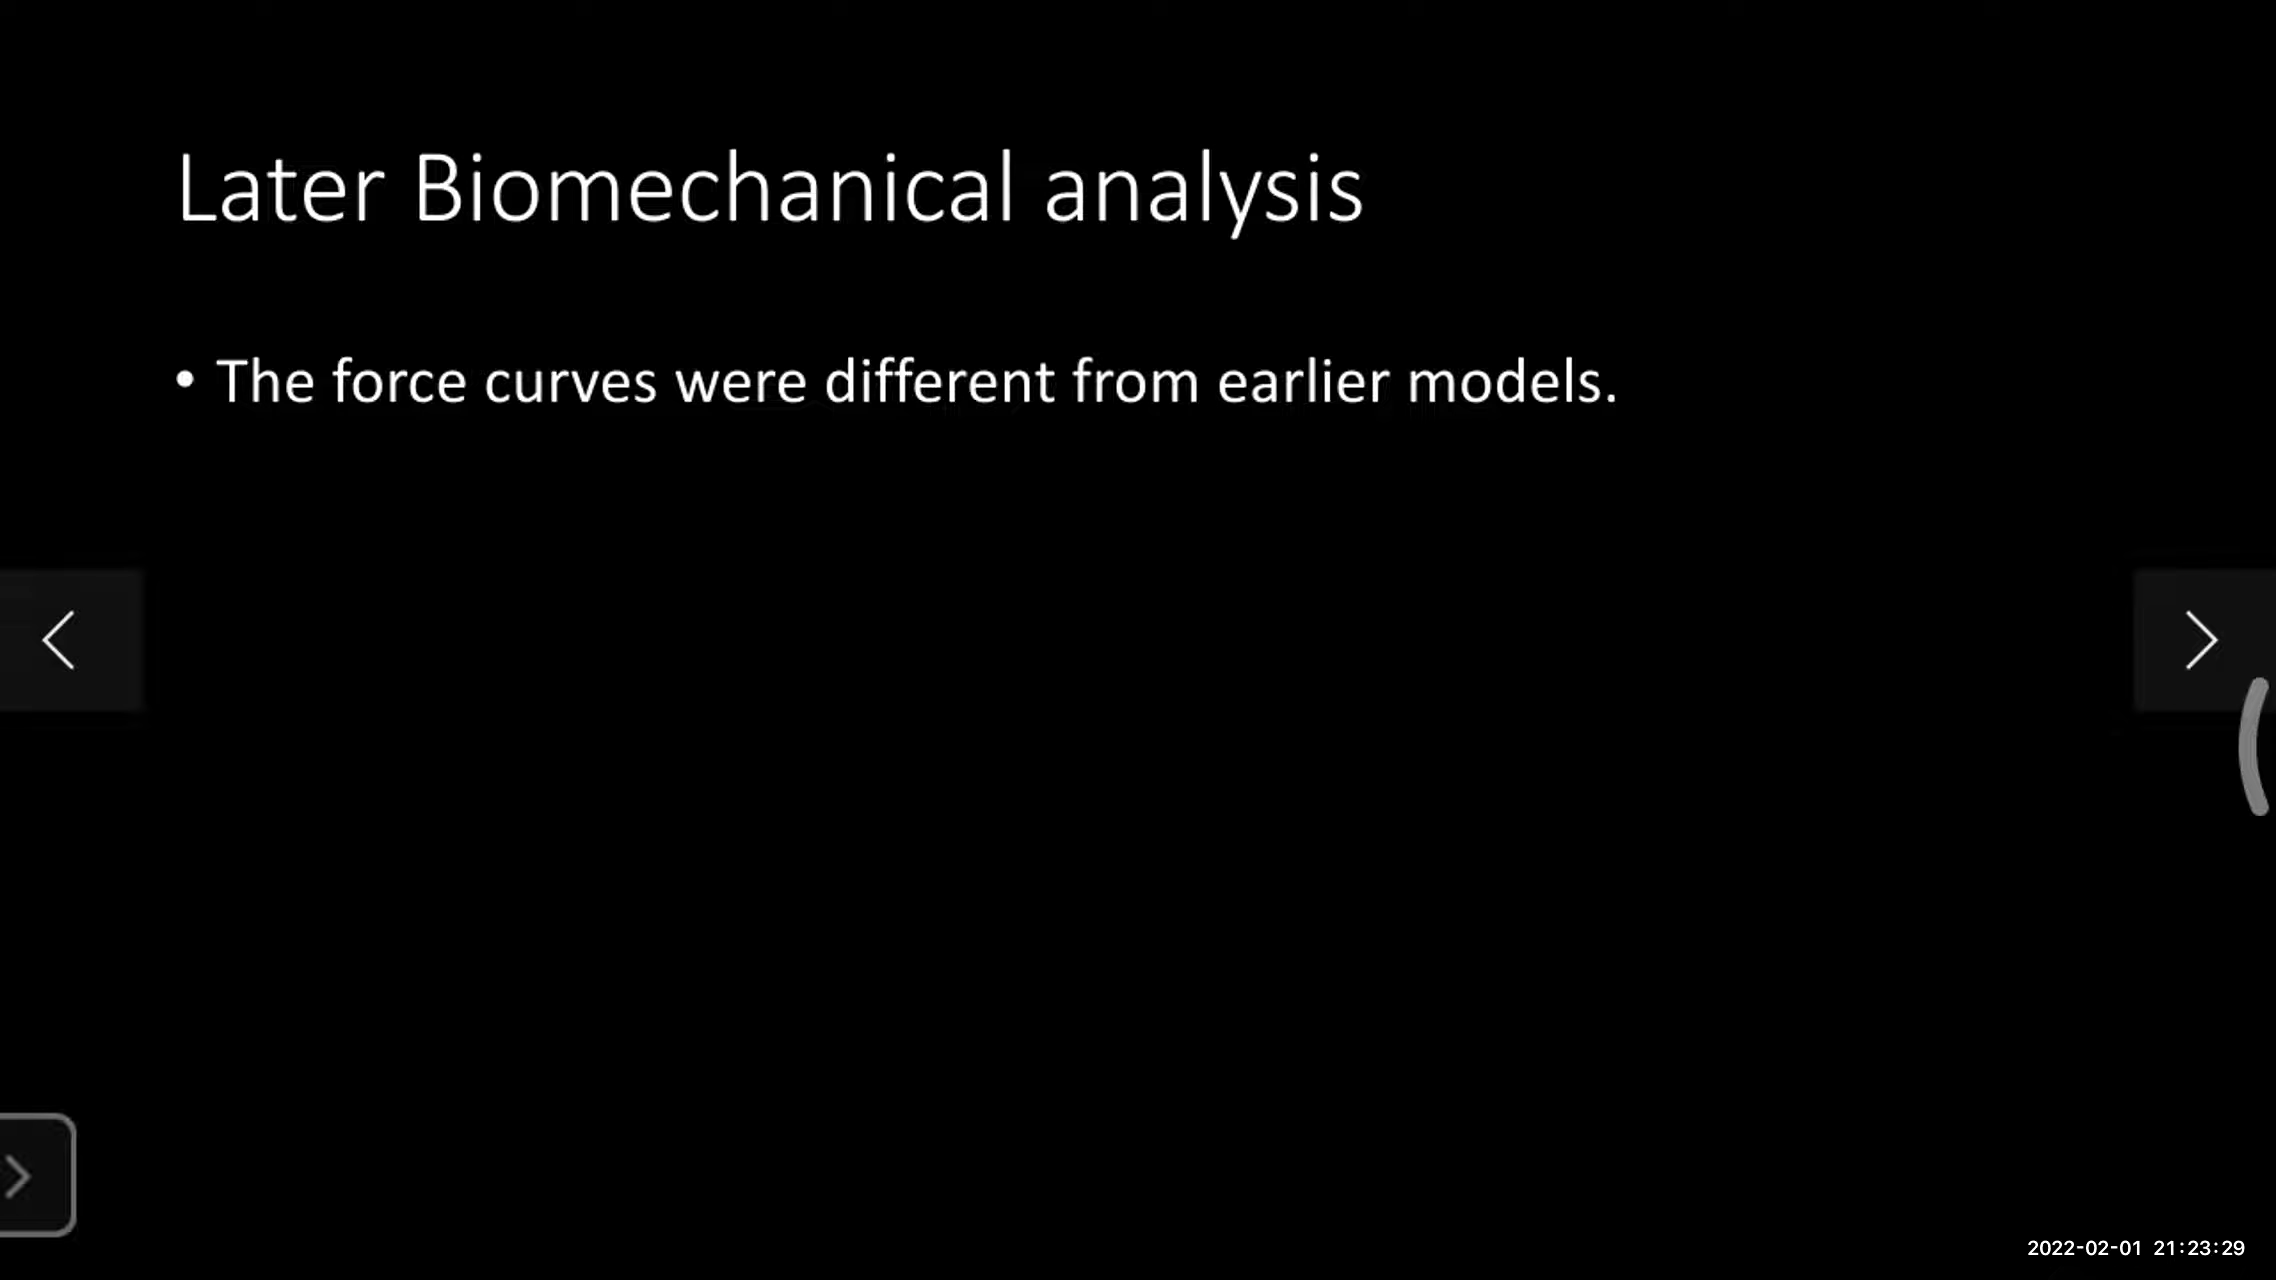 Later Biomechanical analysis
• The force curves were different from earlier models.
2022-02-01 21:23:29